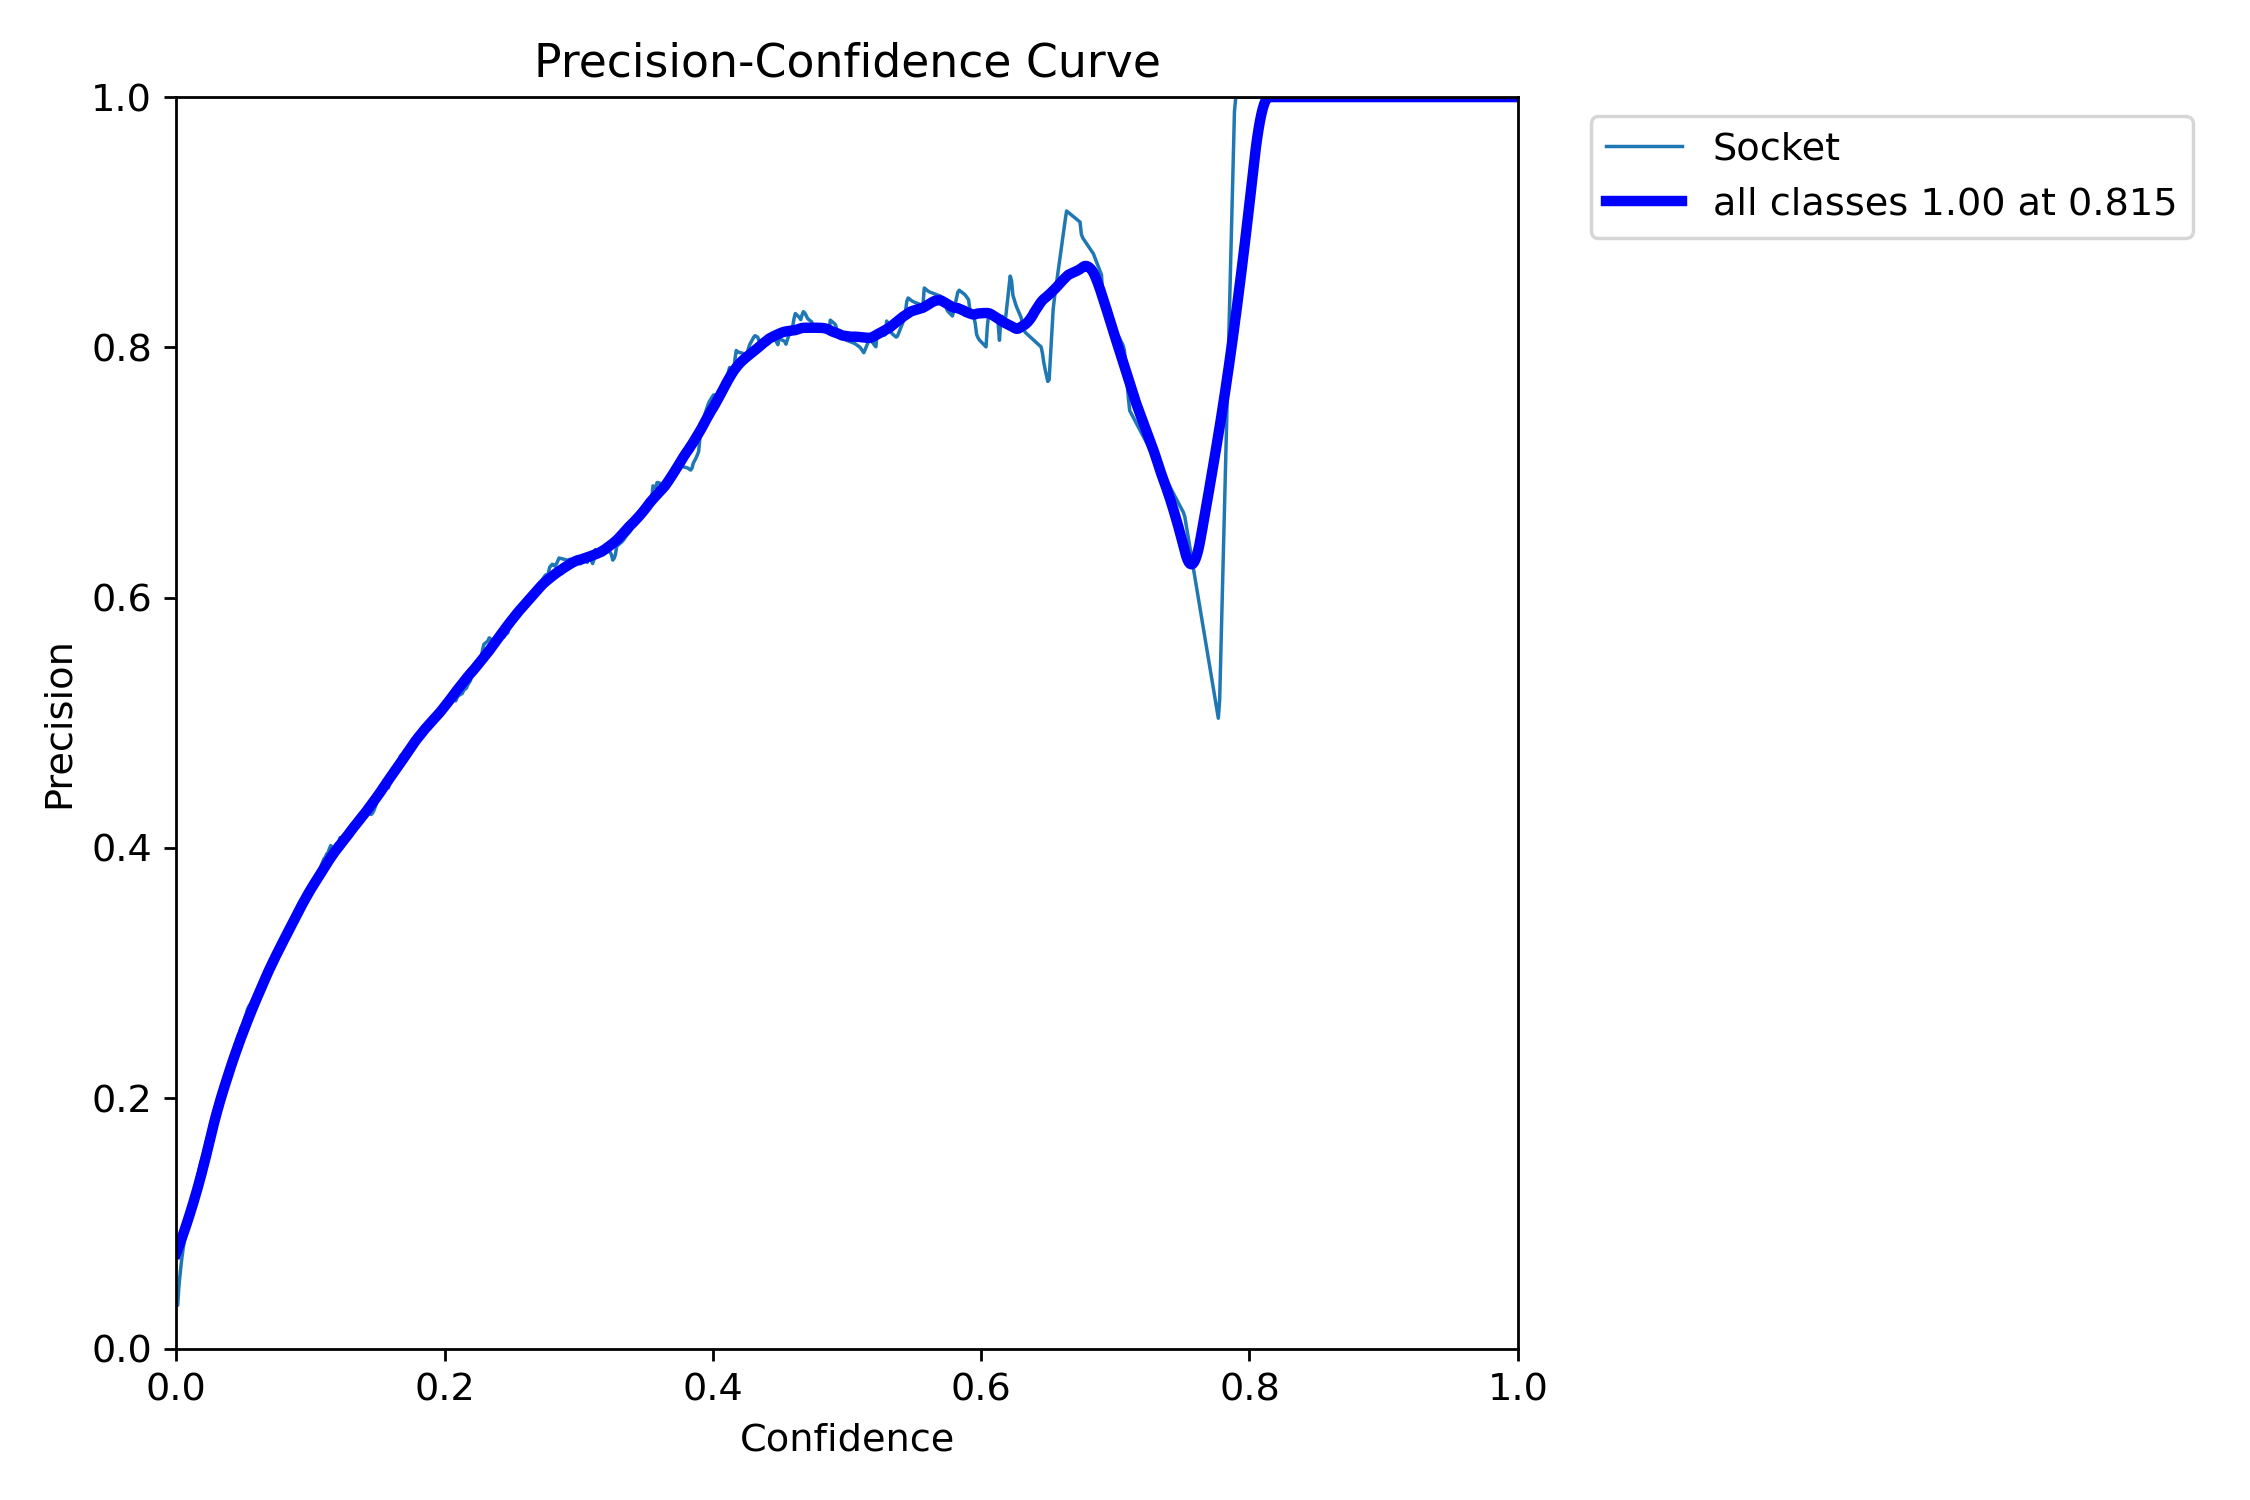 Precision-Confidence Curve
1.0
0.8
0.6
0.4
0.2
0.0
Precision
0.0 0.2 0.4 0.6 0.8 1.0
Confidence
Socket
all classes 1.00 at 0.815